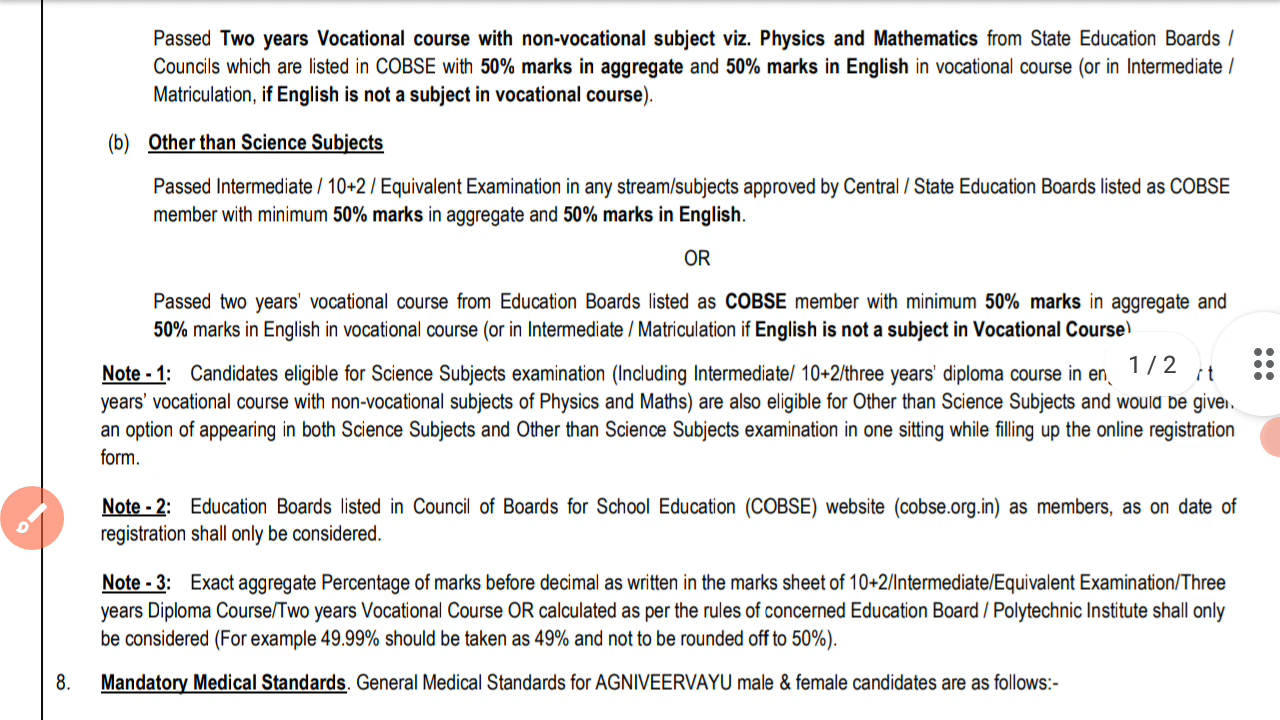 Passed Two years Vocational course with non-vocational subject viz. Physics and Mathematics from State Education Boards /
Councils which are listed in COBSE with 50% marks in aggregate and 50% marks in English in vocational course (or in Intermediate /
Matriculation, if English is not a subject in vocational course).
(b) Other than Science Subjects
Passed Intermediate / 10+2 / Equivalent Examination in any stream/subjects approved by Central / State Education Boards listed as COBSE
member with minimum 50% marks in aggregate and 50% marks in English.
OR
Passed two years' vocational course from Education Boards listed as COBSE member with minimum 50% marks in aggregate and
50% marks in English in vocational course (or in Intermediate / Matriculation if English is not a subject in Vocational Course)
Note - 1: Candidates eligible for Science Subjects examination (Including Intermediate/ 10+2/three years' diploma course in
1 / 2
years' vocational course with non-vocational subjects of Physics and Maths) are also eligible for Other than Science Subjects and would be given
an option of appearing in both Science Subjects and Other than Science Subjects examination in one sitting while filling up the online registration
form.
Note - 2: Education Boards listed in Council of Boards for School Education (COBSE) website (cobse.org.in) as members, as on date of
registration shall only be considered.
Note - 3: Exact aggregate Percentage of marks before decimal as written in the marks sheet of 10+2/Intermediate/Equivalent Examination/Three
years Diploma Course/Two years Vocational Course OR calculated as per the rules of concerned Education Board / Polytechnic Institute shall only
be considered (For example 49.99% should be taken as 49% and not to be rounded off to 50%).
8. Mandatory Medical Standards. General Medical Standards for AGNIVEERVAYU male & female candidates are as follows:-